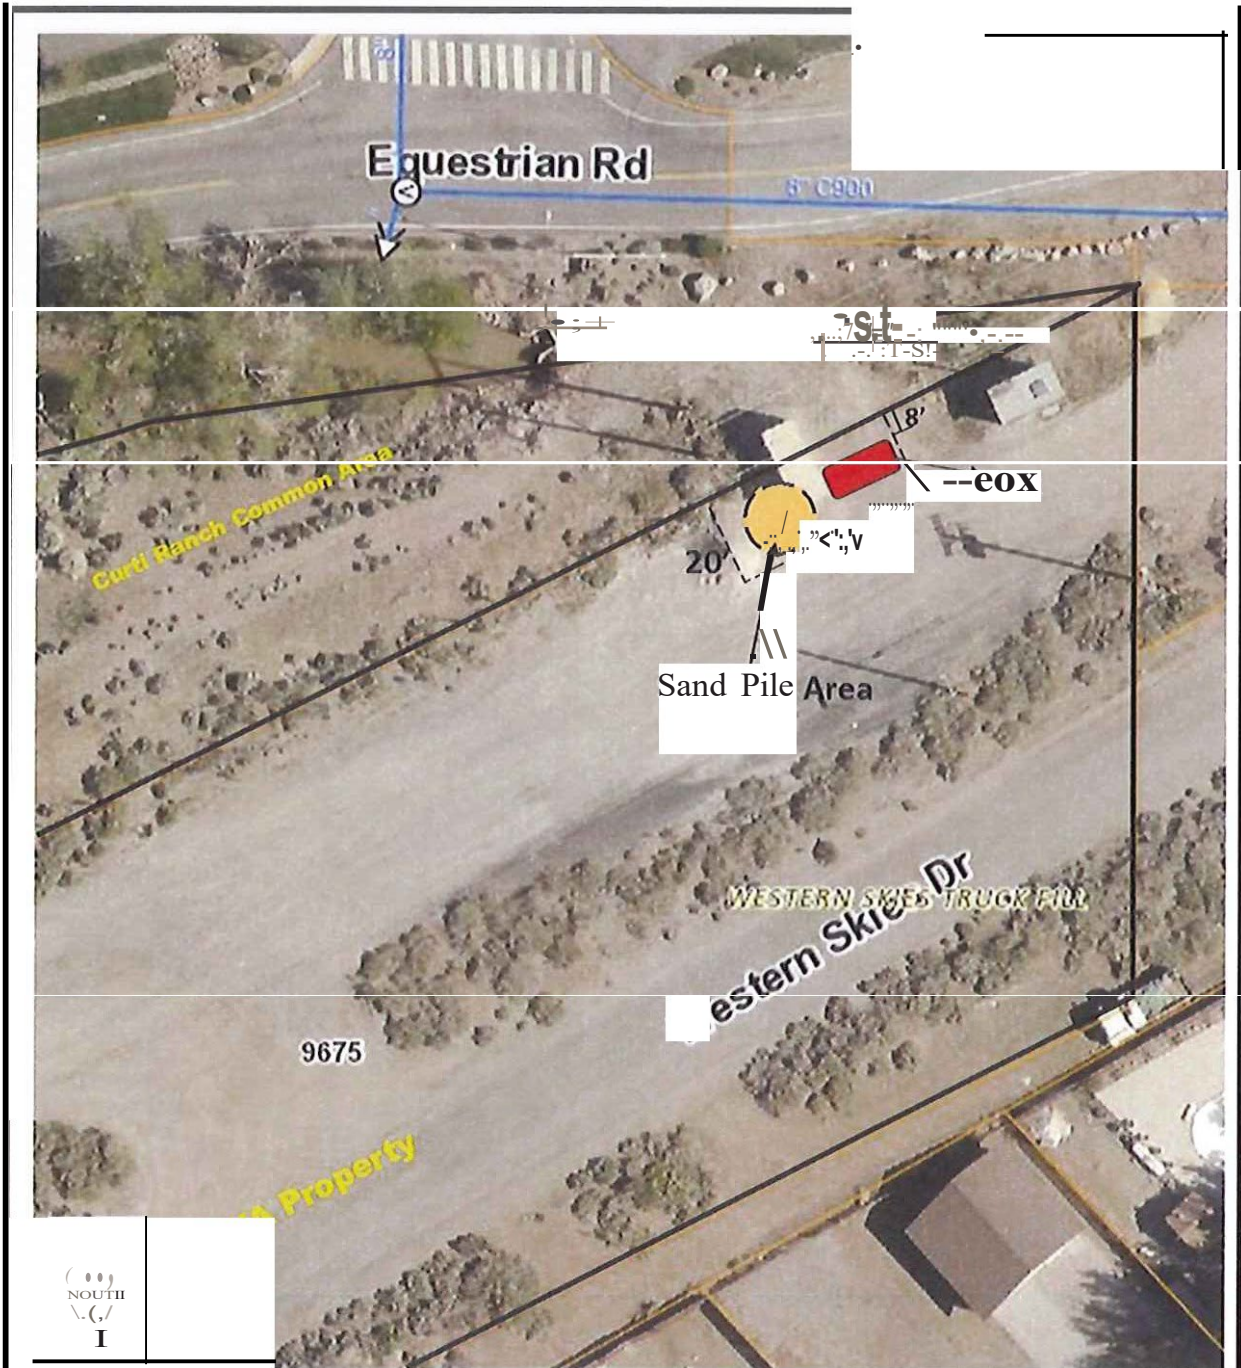 8"
Equestrian Rd
8" C900
8'
--eox
Curti Ranch Common Area
20'
Sand Pile Area
WESTERN SKIES TRUCK FILL
estern Skies Dr
9675
A Property
NOUTII
I